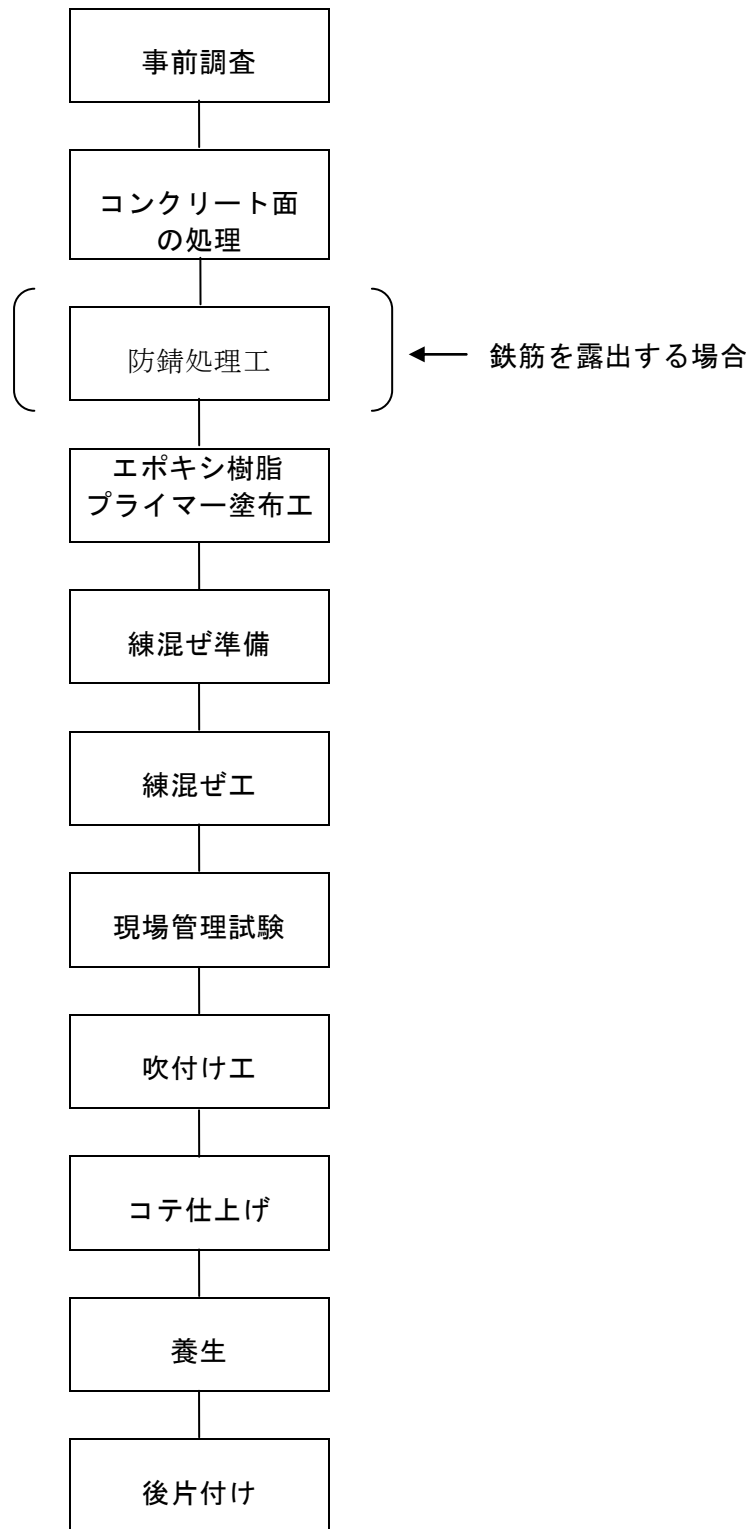 事前調査
コンクリート面
の処理
防錆処理工
鉄筋を露出する場合
エポキシ樹脂
プライマー塗布工
練混ぜ準備
練混ぜ工
現場管理試験
吹付け工
コテ仕上げ
養生
後片付け